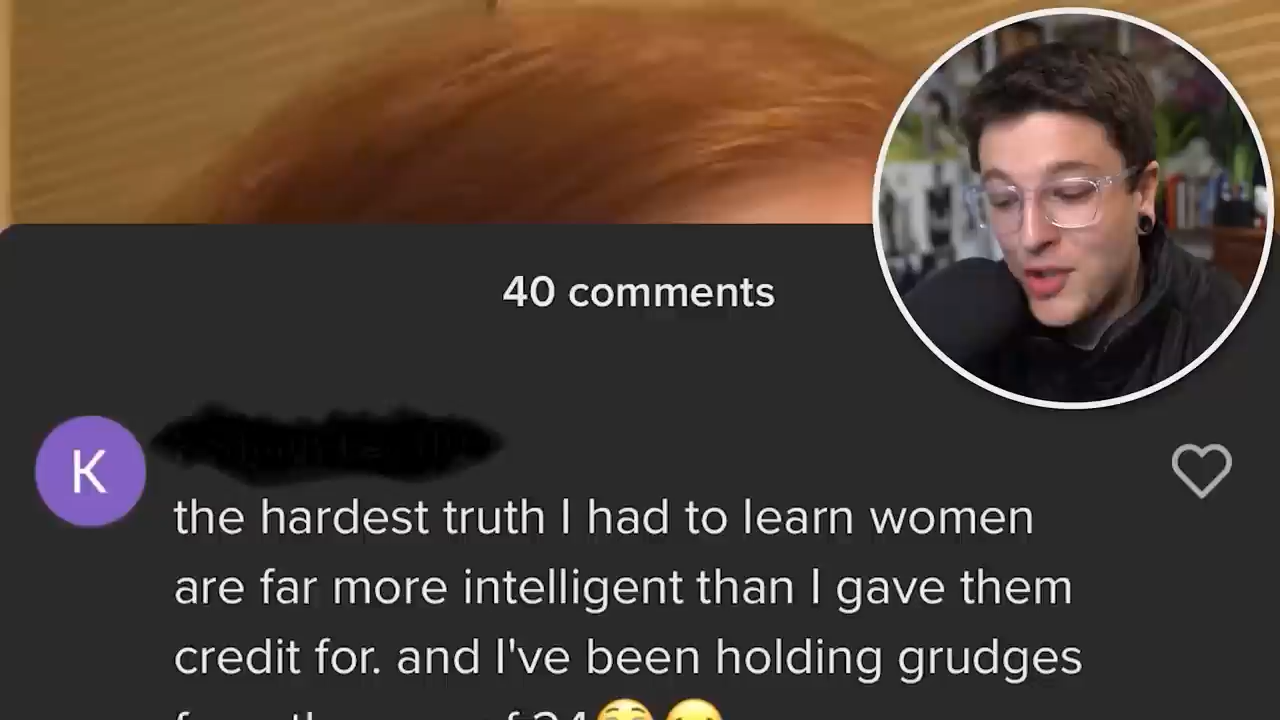 40 comments
K
the hardest truth I had to learn women
are far more intelligent than I gave them
credit for. and I've been holding grudges